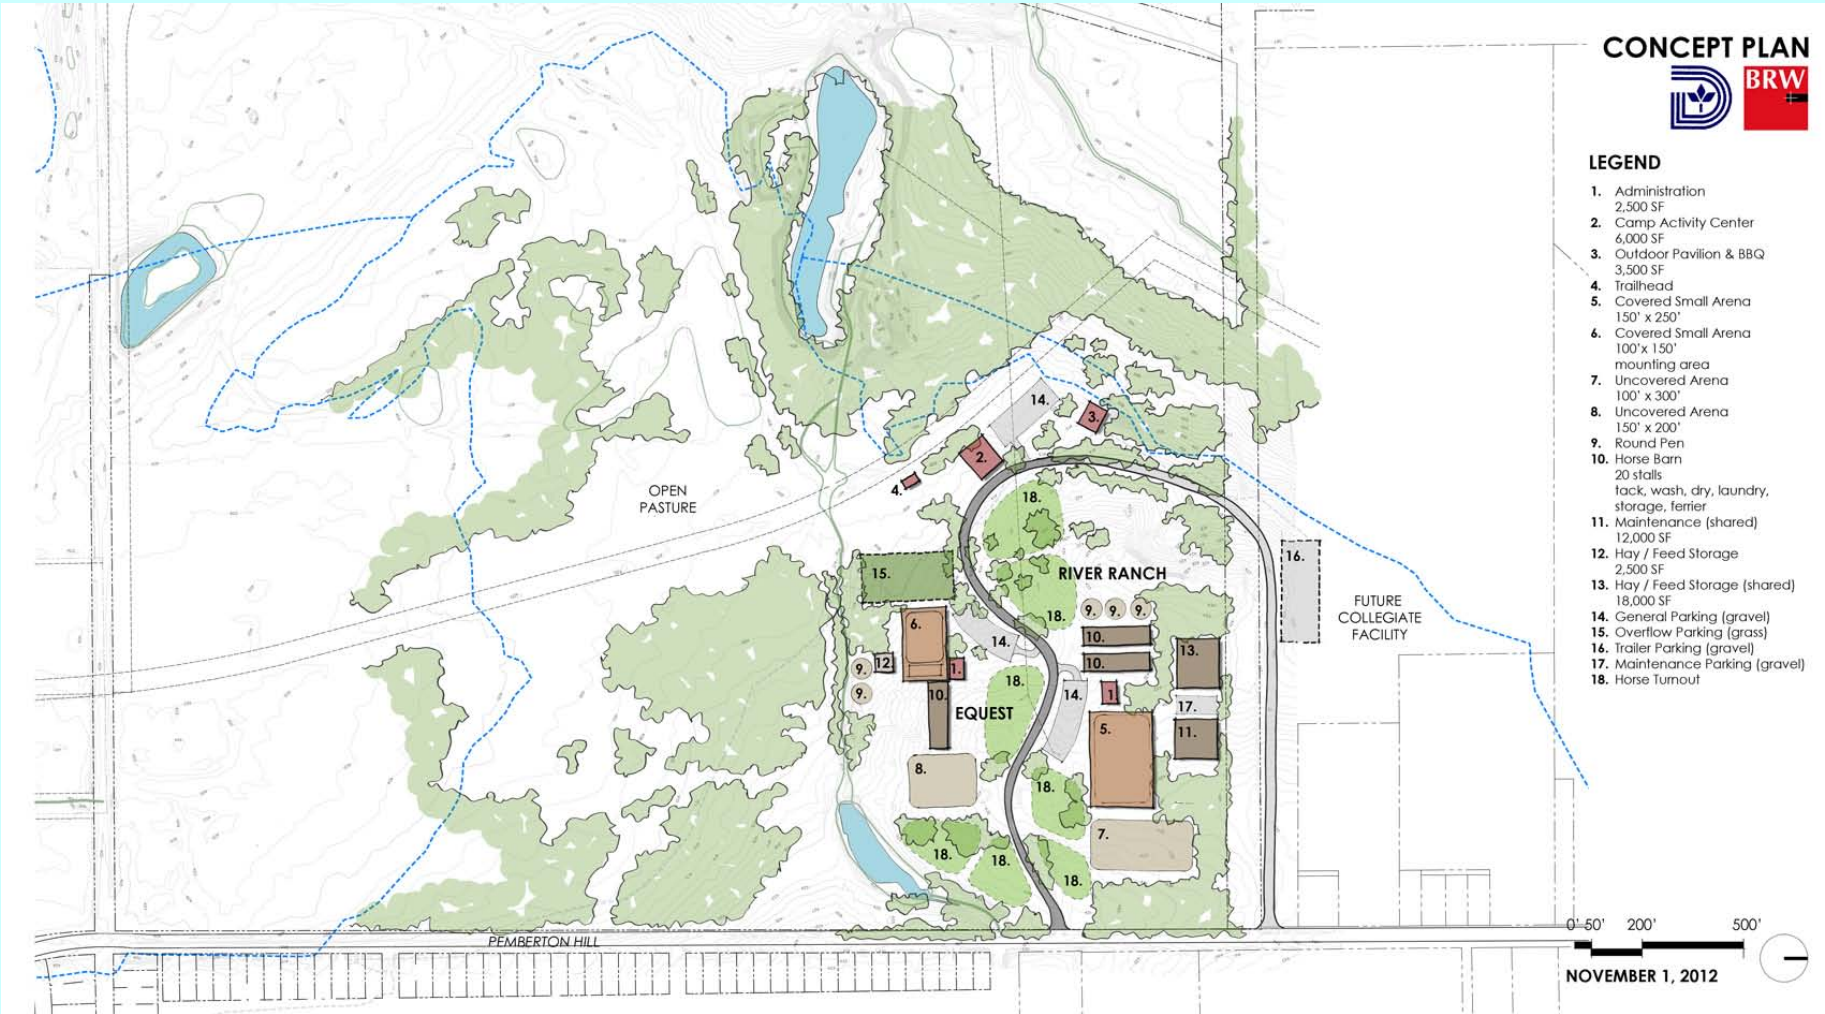 CONCEPT PLAN
BRW
LEGEND
1. Administration
2,500 SF
2. Camp Activity Center
6,000 SF
3. Outdoor Pavilion & BBQ
3,500 SF
4. Trailhead
5. Covered Small Arena
150' x 250'
6. Covered Small Arena
100'x 150'
mounting area
7. Uncovered Arena
100' x 300'
8. Uncovered Arena
150' x 200'
9. Round Pen
10. Horse Barn
20 stalls
tack, wash, dry, laundry,
storage, ferrier
11. Maintenance (shared)
12,000 SF
12. Hay / Feed Storage
2,500 SF
13. Hay / Feed Storage (shared)
18,000 SF
14. General Parking (gravel)
15. Overflow Parking (grass)
16. Trailer Parking (gravel)
17. Maintenance Parking (gravel)
18. Horse Turnout
14.
3.
2.
4.
OPEN
PASTURE
18.
15.
RIVER RANCH
16.
FUTURE
COLLEGIATE
FACILITY
9. 9. 9.
18.
6.
14.
10.
13.
9.
12
1.
10.
18.
9.
10.
14.
1.
17.
EQUEST
5.
11.
8.
18.
7.
18.
18.
18.
PEMBERTON HILL
0' 50' 200' 500'
NOVEMBER 1, 2012